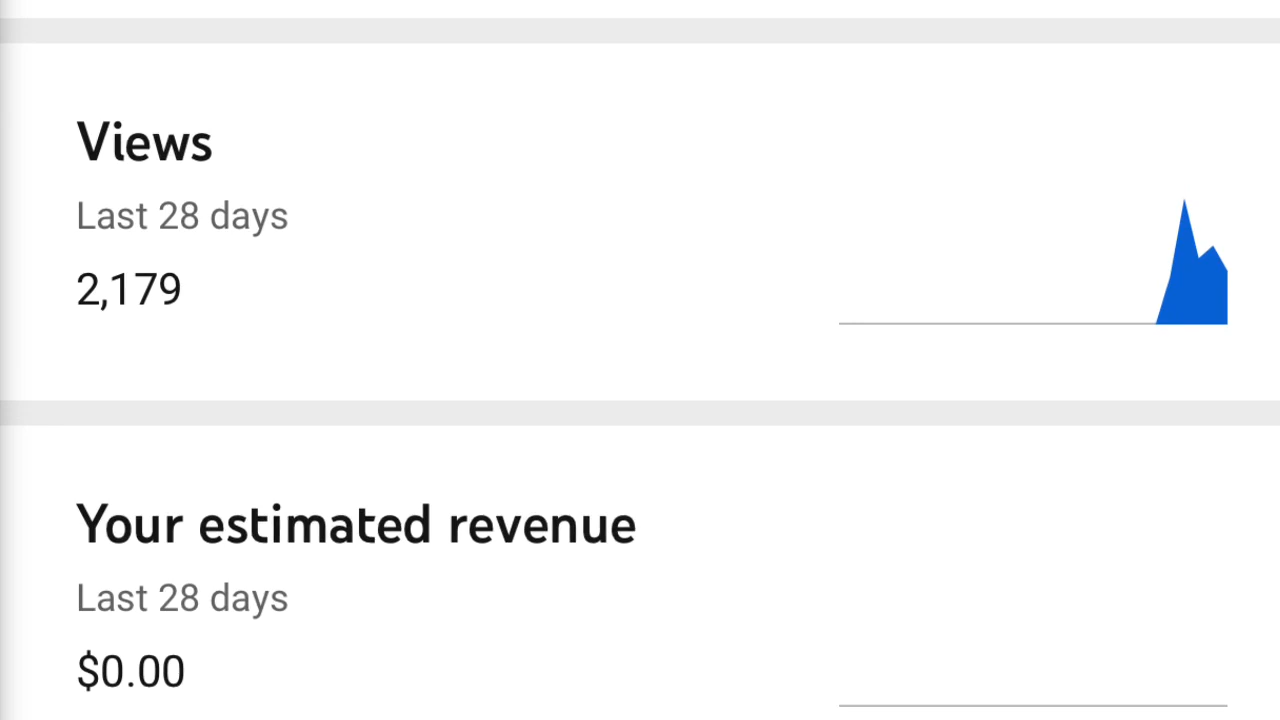 Views
Last 28 days
2,179
Your estimated revenue
Last 28 days
$0.00